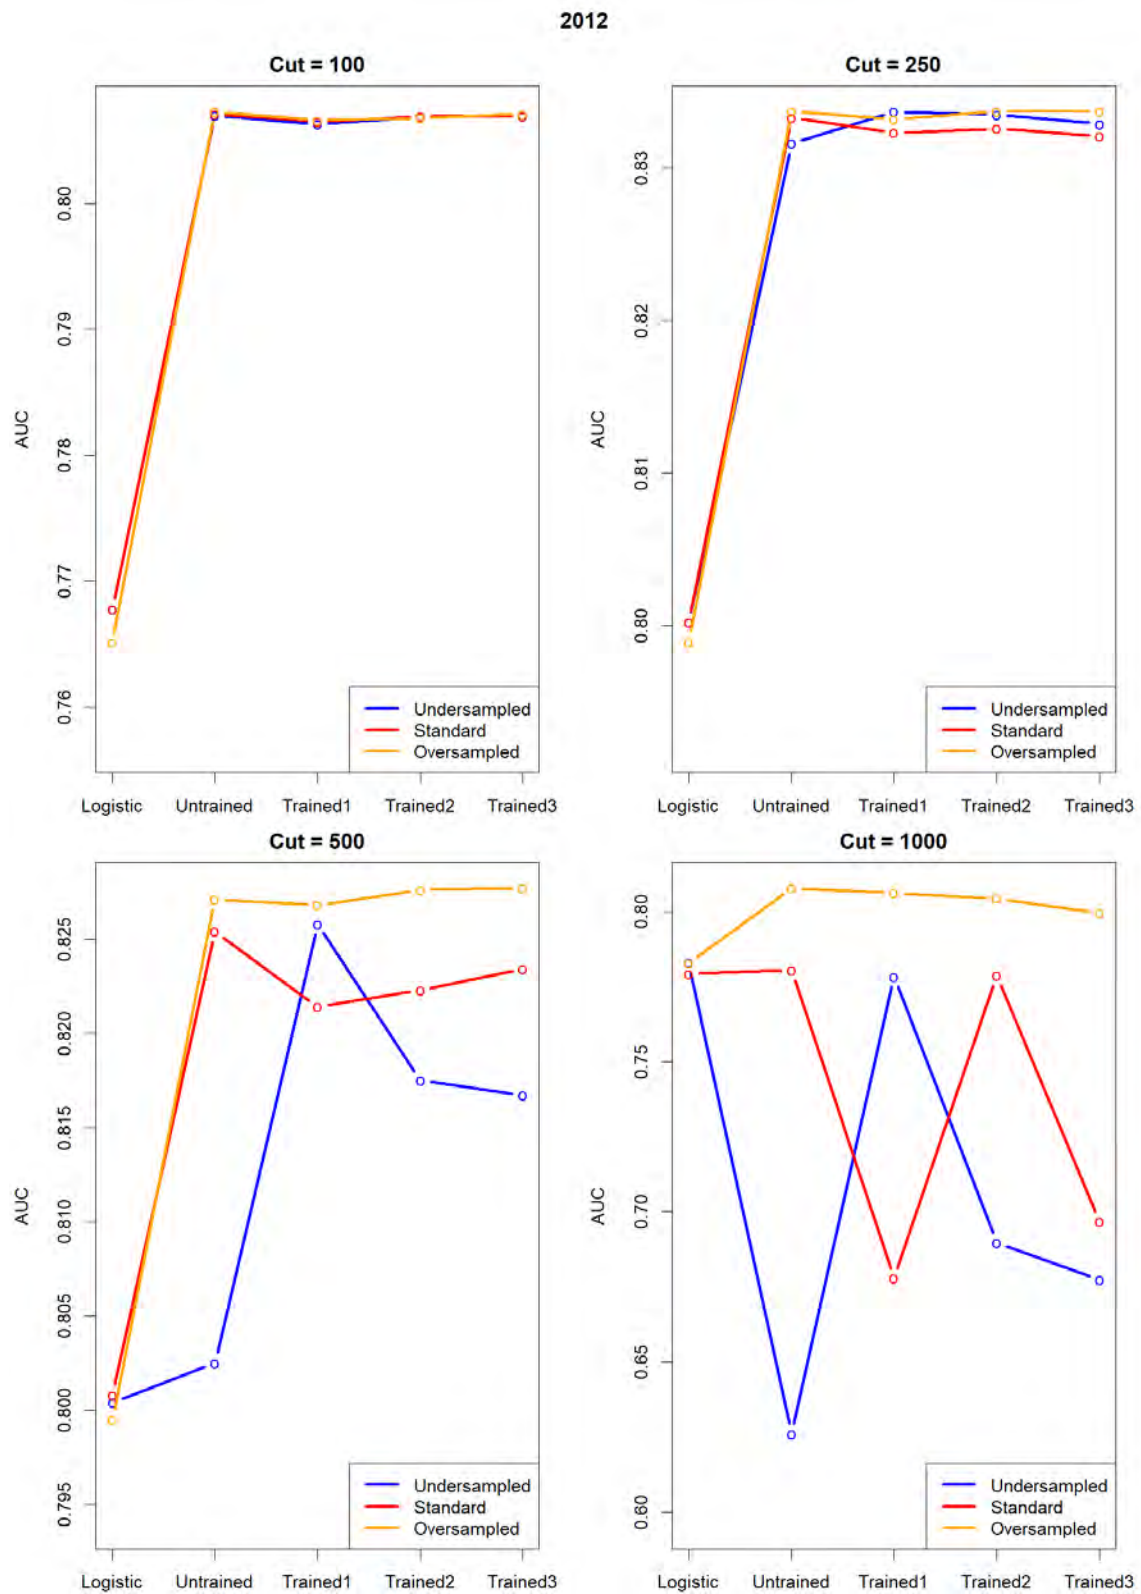 2012
Cut = 100
AUC
0.80
0.79
0.78
0.77
0.76
Undersampled
Standard
Oversampled
Logistic Untrained Trained1 Trained2 Trained3
Cut = 250
AUC
0.83
0.82
0.81
0.80
Undersampled
Standard
Oversampled
Logistic Untrained Trained1 Trained2 Trained3
Cut = 500
AUC
0.825
0.820
0.815
0.810
0.805
0.800
0.795
Undersampled
Standard
Oversampled
Logistic Untrained Trained1 Trained2 Trained3
Cut = 1000
AUC
0.80
0.75
0.70
0.65
0.60
Undersampled
Standard
Oversampled
Logistic Untrained Trained1 Trained2 Trained3